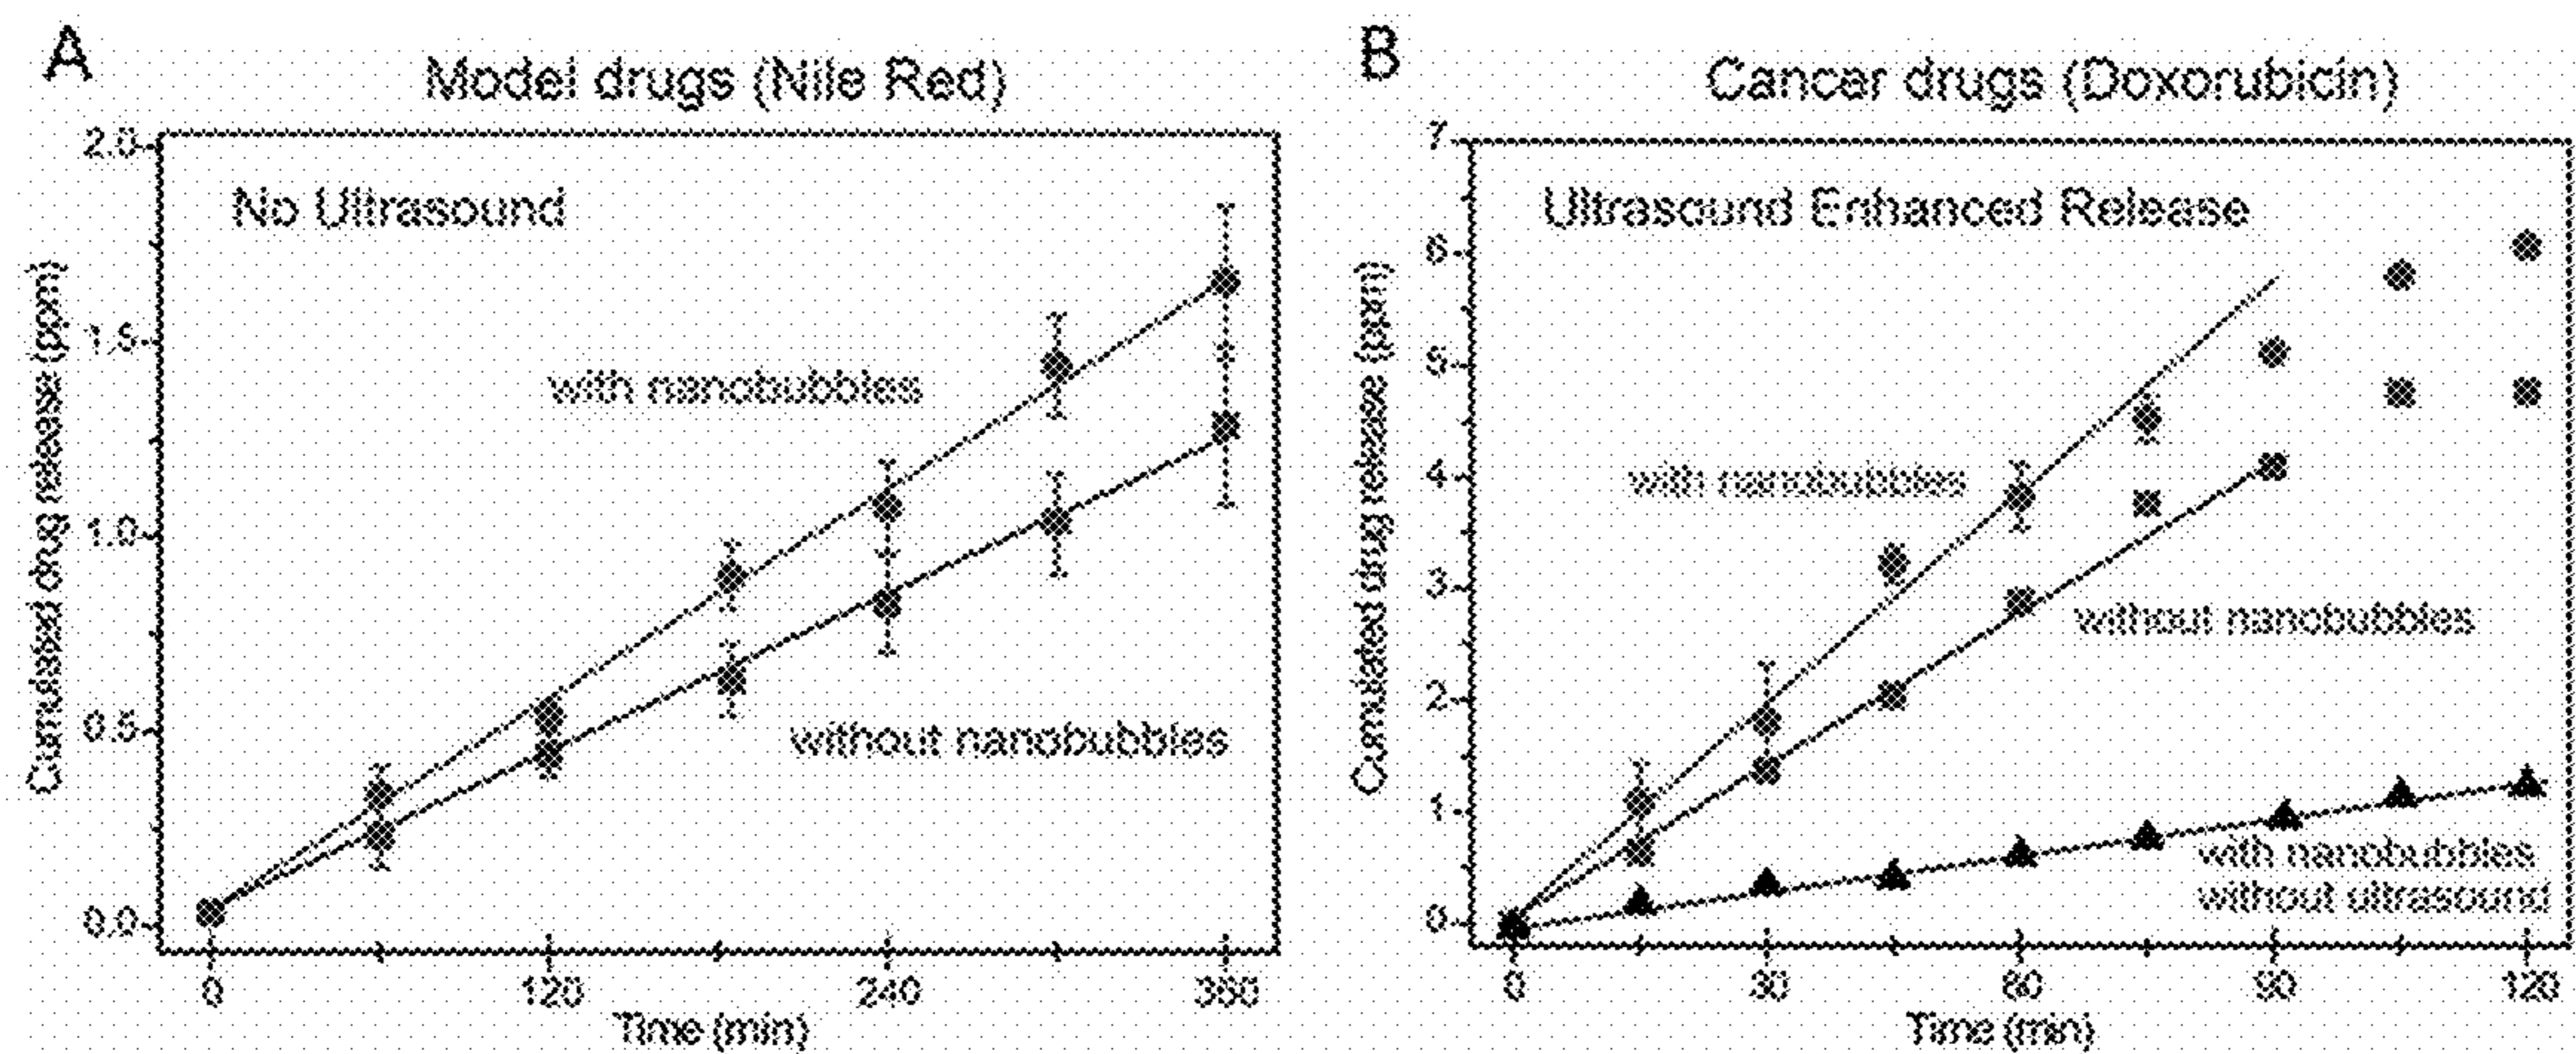 A
Model drugs (Nile Red)
2.0
1.5
1.0
0.5
0.0
Cumulated drug release (ppm)
No Ultrasound
with nanobubbles
without nanobubbles
0
120
240
360
Time (min)
B
Cancer drugs (Doxorubicin)
7
6
5
4
3
2
1
0
Cumulated drug release (ppm)
Ultrasound Enhanced Release
with nanobubbles
without nanobubbles
with nanobubbles
without ultrasound
0
30
60
90
120
Time (min)